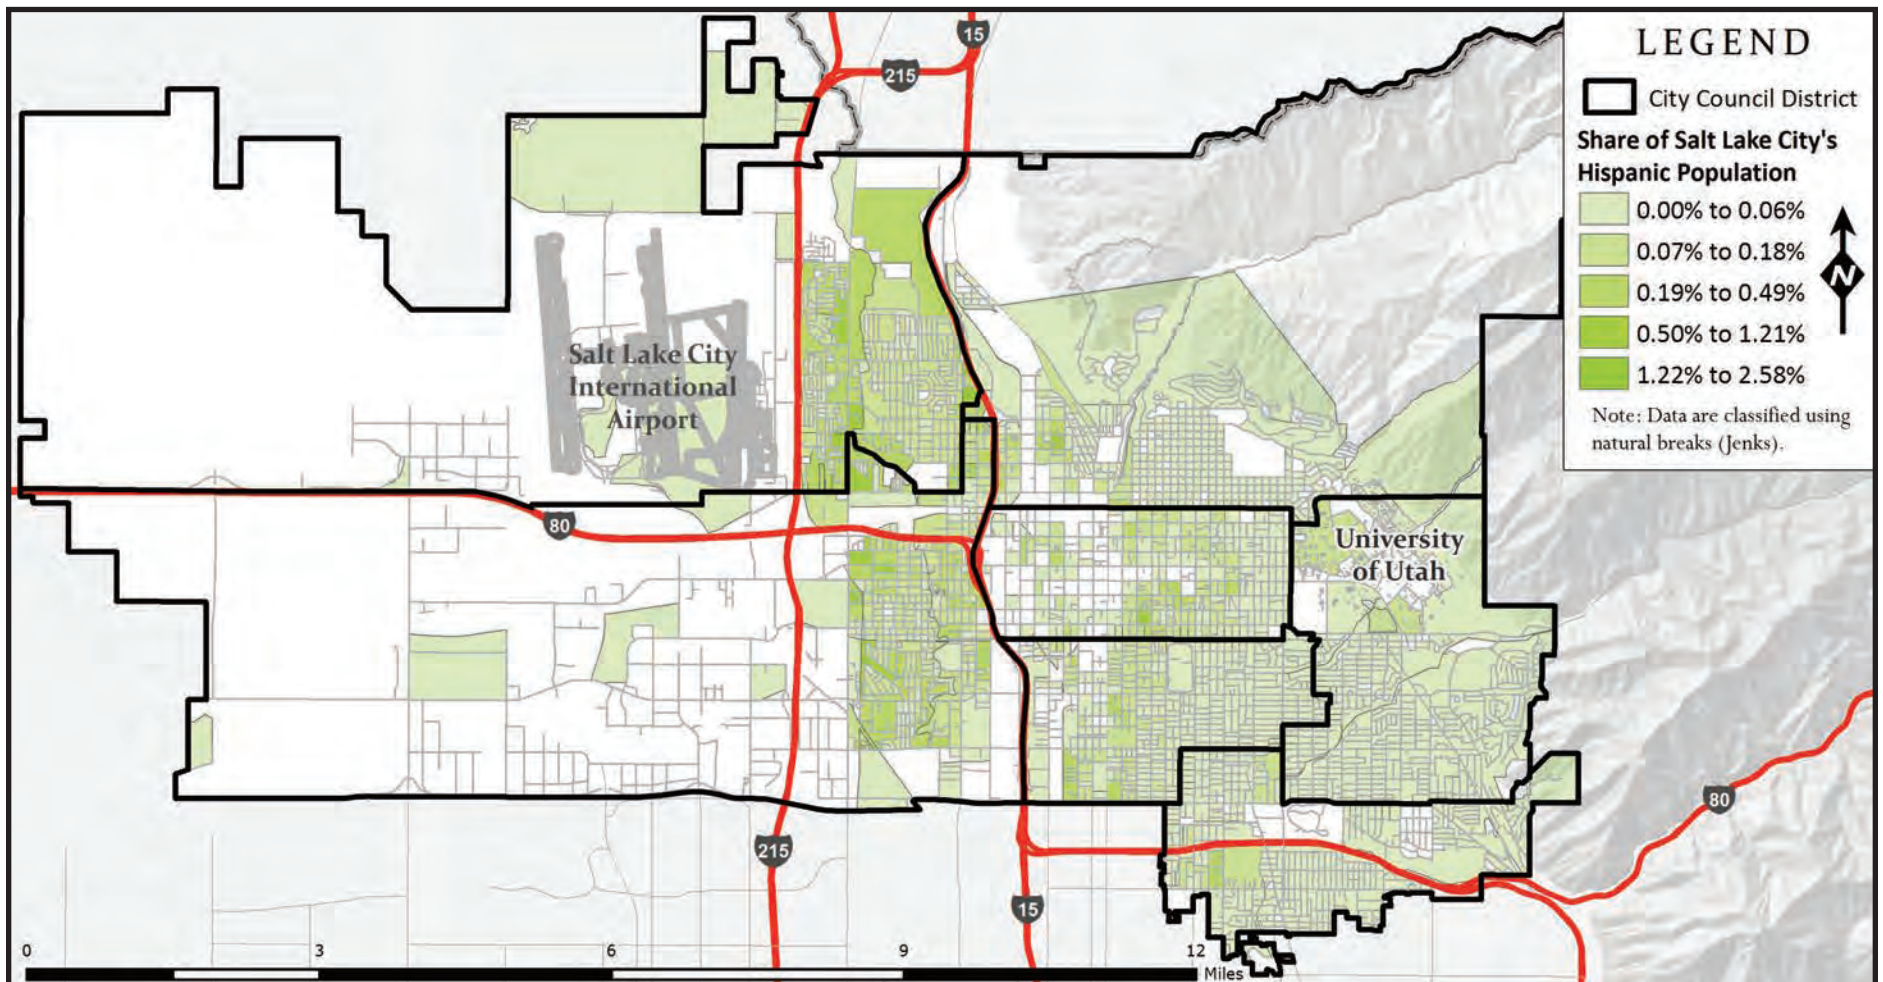 LEGEND
City Council District
Share of Salt Lake City's
Hispanic Population
0.00% to 0.06%
0.07% to 0.18%
0.19% to 0.49%
0.50% to 1.21%
1.22% to 2.58%
Note: Data are classified using
natural breaks (Jenks).
N
15
215
Salt Lake City
International
Airport
80
University
of Utah
80
215
15
0 3 6 9 12
Miles